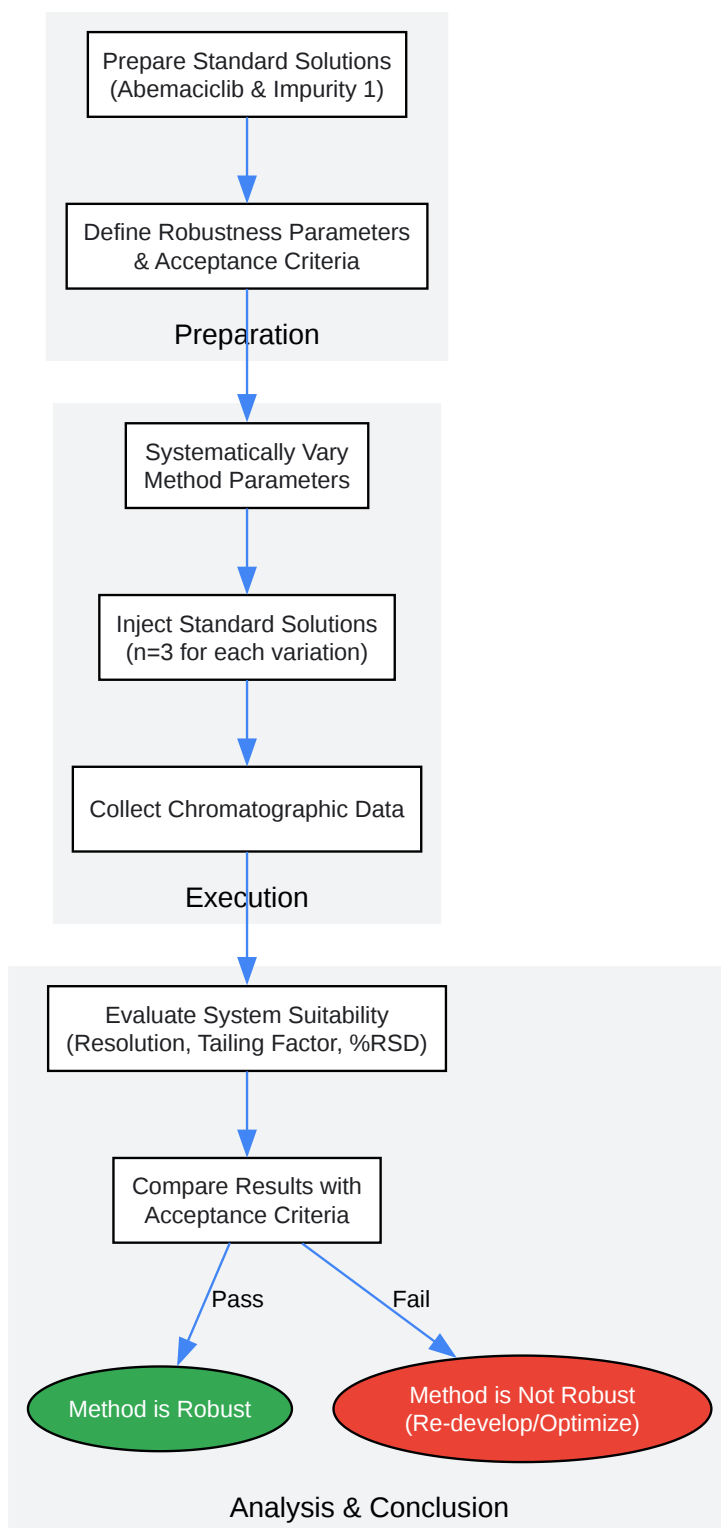 Prepare Standard Solutions
(Abemaciclib & Impurity 1)
Define Robustness Parameters
& Acceptance Criteria
Preparation
Systematically Vary
Method Parameters
Inject Standard Solutions
(n=3 for each variation)
Collect Chromatographic Data
Execution
Evaluate System Suitability
(Resolution, Tailing Factor, %RSD)
Compare Results with
Acceptance Criteria
Pass
Fail
Method is Robust
Method is Not Robust
(Re-develop/Optimize)
Analysis & Conclusion